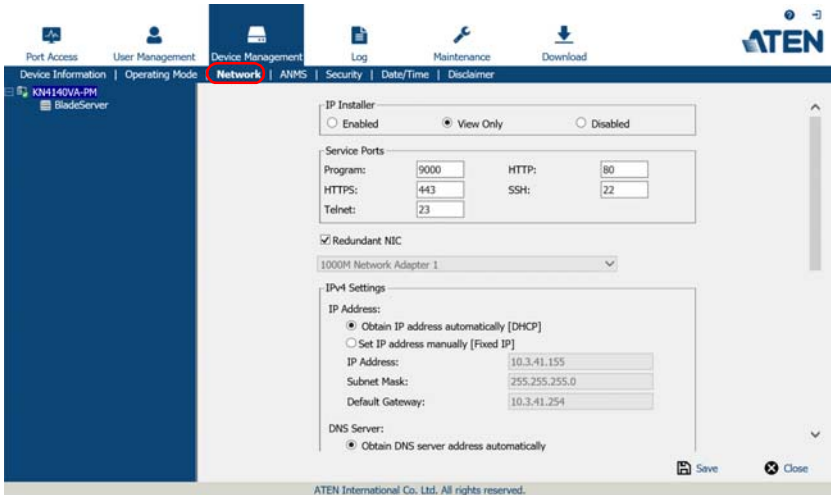 Port Access User Management Device Management Log Maintenance Download ATEN
Device Information | Operating Mode | Network | ANMS | Security | Date/Time | Disclaimer
KN4140VA-PM
BladeServer
IP Installer
Enabled View Only Disabled
Service Ports
Program: 9000 HTTP: 80
HTTPS: 443 SSH: 22
Telnet: 23
Redundant NIC
1000M Network Adapter 1
IPv4 Settings
IP Address:
Obtain IP address automatically [DHCP]
Set IP address manually [Fixed IP]
IP Address: 10.3.41.155
Subnet Mask: 255.255.255.0
Default Gateway: 10.3.41.254
DNS Server:
Obtain DNS server address automatically
Save Close
ATEN International Co. Ltd. All rights reserved.